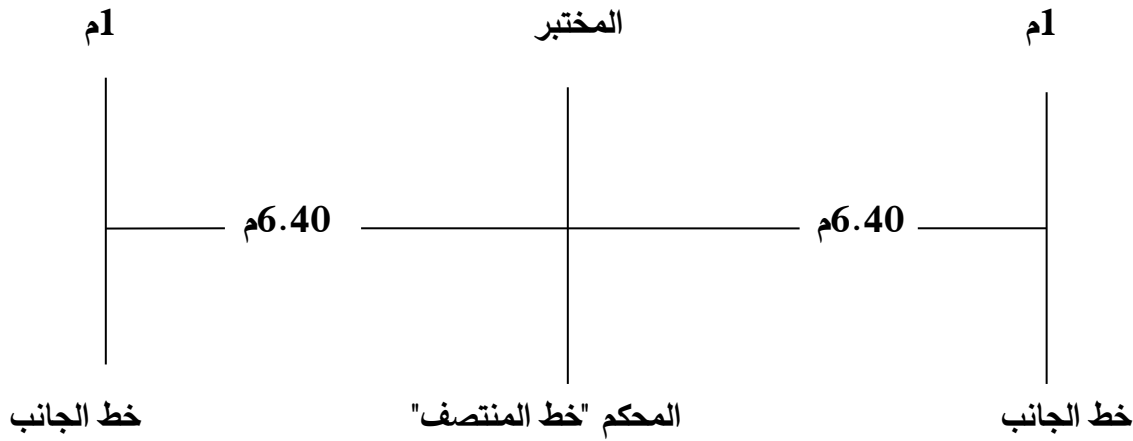 1م
المختبر
1م
6.40م
6.40م
خط الجانب
المحكم "خط المنتصف"
خط الجانب